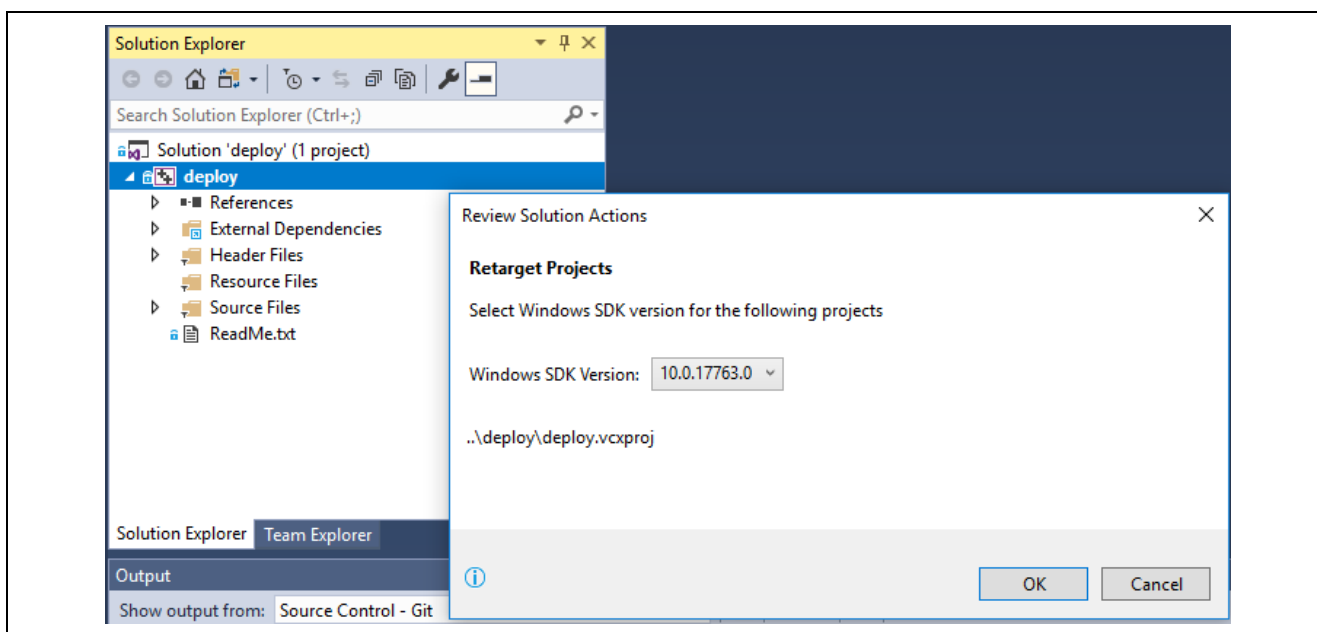 Solution Explorer
Search Solution Explorer (Ctrl+;)
Solution 'deploy' (1 project)
deploy
References
External Dependencies
Header Files
Resource Files
Source Files
ReadMe.txt
Review Solution Actions
Retarget Projects
Select Windows SDK version for the following projects
Windows SDK Version: 10.0.17763.0
..\deploy\deploy.vcxproj
OK Cancel
Solution Explorer Team Explorer
Output
Show output from: Source Control - Git